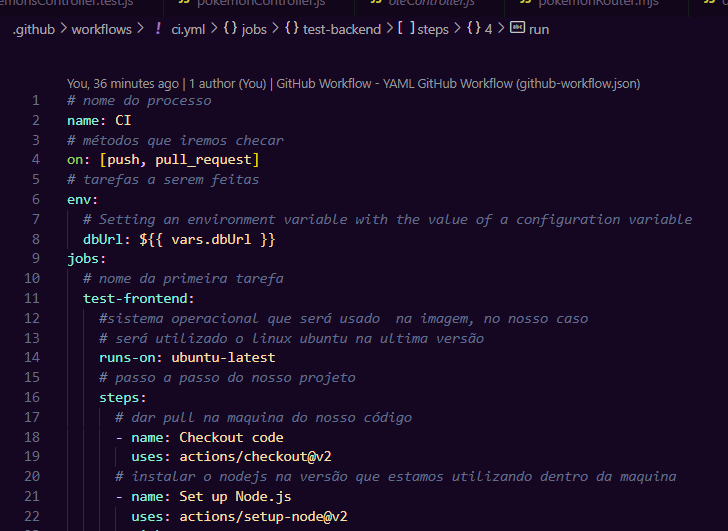 emonsController.test.js pokemonController.js oleController.js pokemonRouter.mjs
.github > workflows > ! ci.yml > {} jobs > {} test-backend > [ ] steps > {} 4 > abc run
You, 36 minutes ago | 1 author (You) | GitHub Workflow - YAML GitHub Workflow (github-workflow.json)
1 # nome do processo
2 name: CI
3 # métodos que iremos checar
4 on: [push, pull_request]
5 # tarefas a serem feitas
6 env:
7 # Setting an environment variable with the value of a configuration variable
8 dbUrl: ${{ vars.dbUrl }}
9 jobs:
10 # nome da primeira tarefa
11 test-frontend:
12 #sistema operacional que será usado  na imagem, no nosso caso
13 # será utilizado o linux ubuntu na ultima versão
14 runs-on: ubuntu-latest
15 # passo a passo do nosso projeto
16 steps:
17 # dar pull na maquina do nosso código
18 - name: Checkout code
19 uses: actions/checkout@v2
20 # instalar o nodejs na versão que estamos utilizando dentro da maquina
21 - name: Set up Node.js
22 uses: actions/setup-node@v2